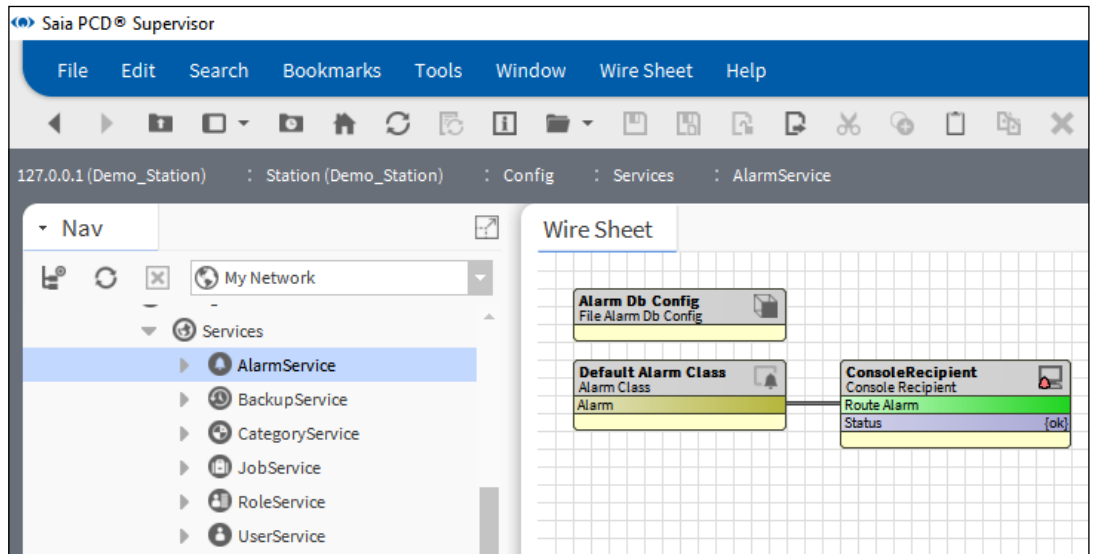 Saia PCD® Supervisor
File Edit Search Bookmarks Tools Window Wire Sheet Help
127.0.0.1 (Demo_Station) : Station (Demo_Station) : Config : Services : AlarmService
Nav
My Network
Services
AlarmService
BackupService
CategoryService
JobService
RoleService
UserService
Wire Sheet
Alarm Db Config
File Alarm Db Config
Default Alarm Class
Alarm Class
Alarm
ConsoleRecipient
Console Recipient
Route Alarm
Status {ok}